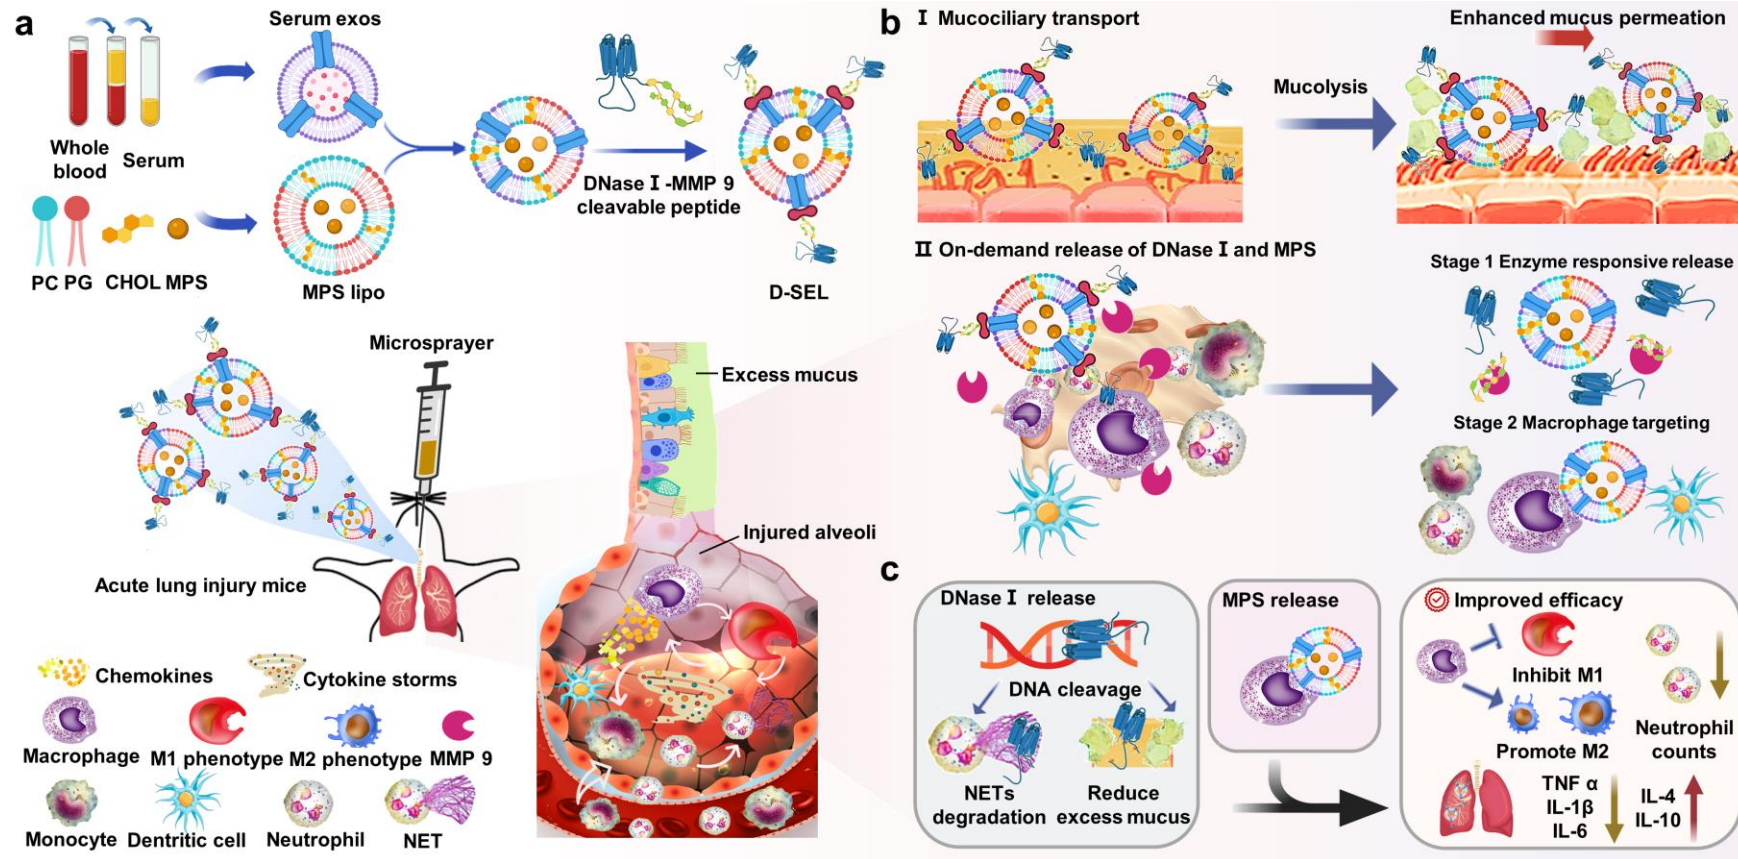 a
Serum exos
Whole
blood
Serum
DNase I -MMP 9
cleavable peptide
PC PG CHOL MPS
MPS lipo
D-SEL
Microsprayer
Excess mucus
Injured alveoli
Acute lung injury mice
Chemokines
Cytokine storms
Macrophage
M1 phenotype
M2 phenotype
MMP 9
Monocyte
Dentritic cell
Neutrophil
NET
b
I Mucociliary transport
Enhanced mucus permeation
Mucolysis
II On-demand release of DNase I and MPS
Stage 1 Enzyme responsive release
Stage 2 Macrophage targeting
c
DNase I release
DNA cleavage
NETs
degradation
Reduce
excess mucus
MPS release
Improved efficacy
Inhibit M1
Promote M2
Neutrophil
counts
TNF α
IL-1β
IL-6
IL-4
IL-10